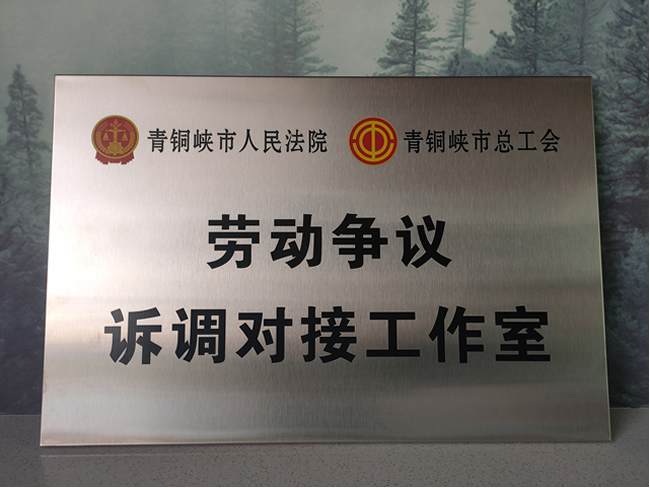 青铜峡市人民法院 青铜峡市总工会
劳动争议
诉调对接工作室